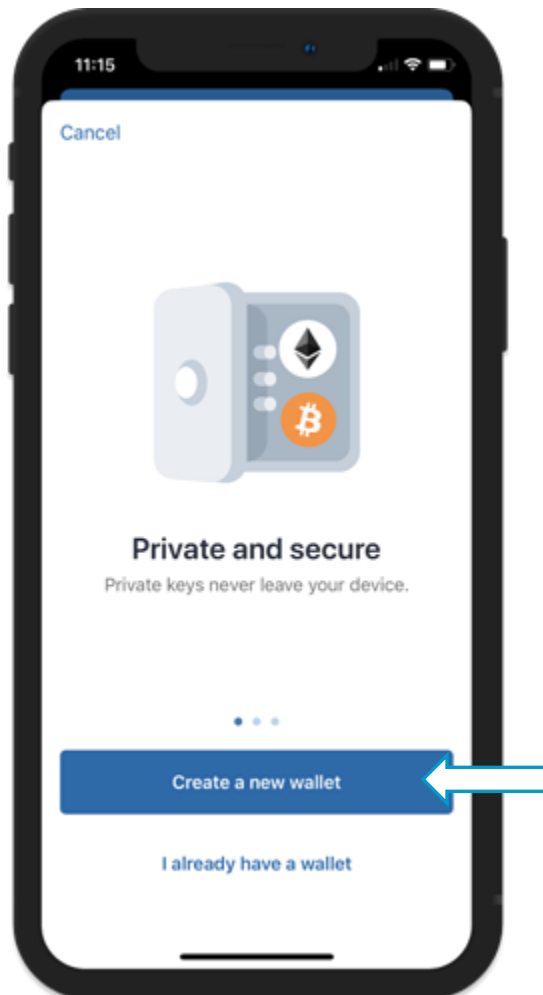 11:15
Cancel
Private and secure
Private keys never leave your device.
Create a new wallet
I already have a wallet